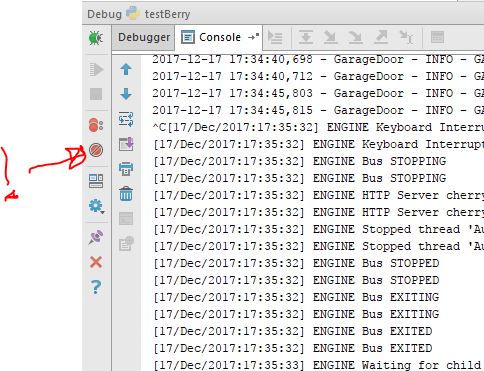 Debug testBerry
Debugger Console
2017-12-17 17:34:40,698 - GarageDoor - INFO - GA
2017-12-17 17:34:40,712 - GarageDoor - INFO - GA
2017-12-17 17:34:45,803 - GarageDoor - INFO - GA
2017-12-17 17:34:45,815 - GarageDoor - INFO - GA
^C[17/Dec/2017:17:35:32] ENGINE Keyboard Interru
[17/Dec/2017:17:35:32] ENGINE Keyboard Interrupt
[17/Dec/2017:17:35:32] ENGINE Bus STOPPING
[17/Dec/2017:17:35:32] ENGINE Bus STOPPING
[17/Dec/2017:17:35:32] ENGINE HTTP Server cherry
[17/Dec/2017:17:35:32] ENGINE HTTP Server cherry
[17/Dec/2017:17:35:32] ENGINE Stopped thread 'Au
[17/Dec/2017:17:35:32] ENGINE Stopped thread 'Au
[17/Dec/2017:17:35:32] ENGINE Bus STOPPED
[17/Dec/2017:17:35:32] ENGINE Bus STOPPED
[17/Dec/2017:17:35:32] ENGINE Bus EXITING
[17/Dec/2017:17:35:32] ENGINE Bus EXITING
[17/Dec/2017:17:35:32] ENGINE Bus EXITED
[17/Dec/2017:17:35:32] ENGINE Bus EXITED
[17/Dec/2017:17:35:33] ENGINE Waiting for child